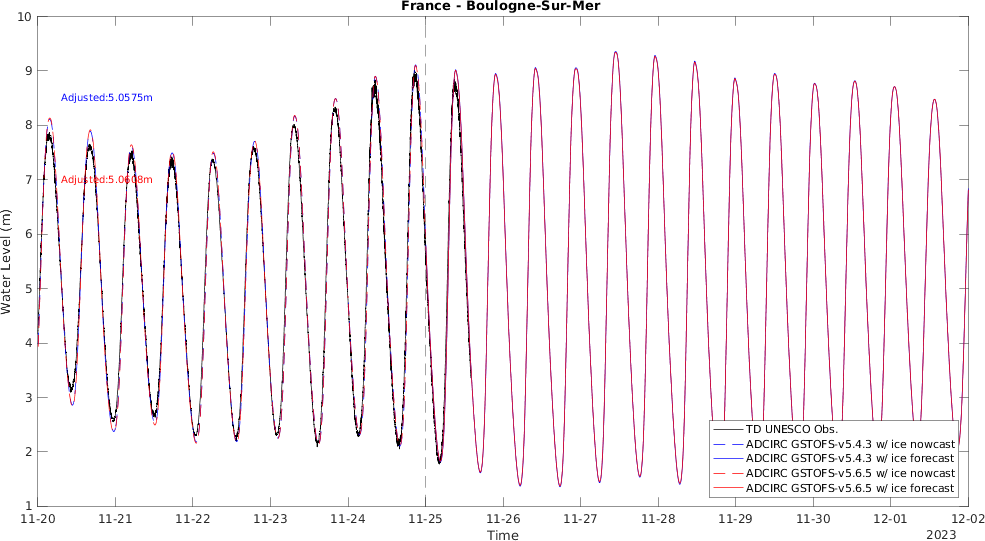 France - Boulogne-Sur-Mer
10
9
8
7
6
5
4
3
2
1
Water Level (m)
Adjusted:5.0575m
Adjusted:5.0608m
TD UNESCO Obs.
ADCIRC GSTOFS-v5.4.3 w/ ice nowcast
ADCIRC GSTOFS-v5.4.3 w/ ice forecast
ADCIRC GSTOFS-v5.6.5 w/ ice nowcast
ADCIRC GSTOFS-v5.6.5 w/ ice forecast
11-20 11-21 11-22 11-23 11-24 11-25 11-26 11-27 11-28 11-29 11-30 12-01 12-02
Time
2023